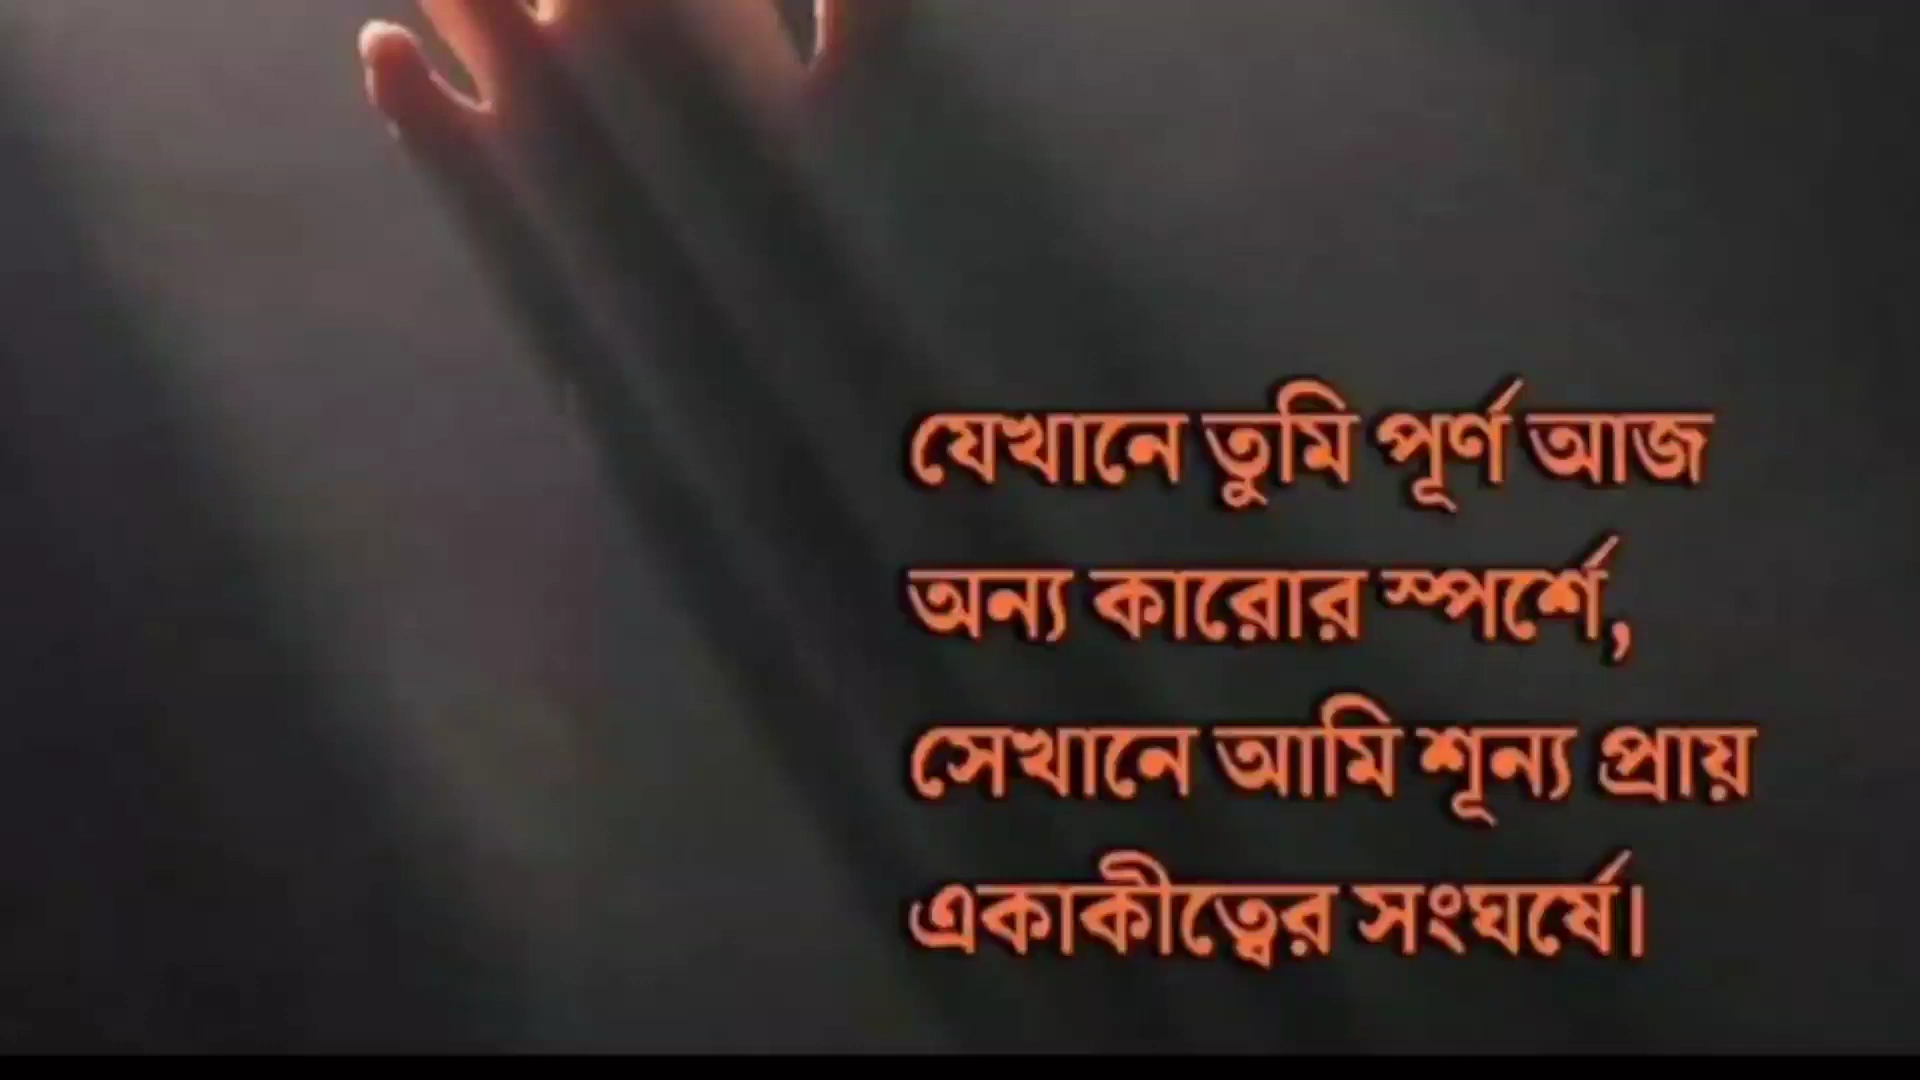 যেখানে তুমি পূর্ণ আজ
অন্য কারোর স্পর্শে,
সেখানে আমি শূন্য প্রায়
একাকীত্বের সংঘর্ষে।